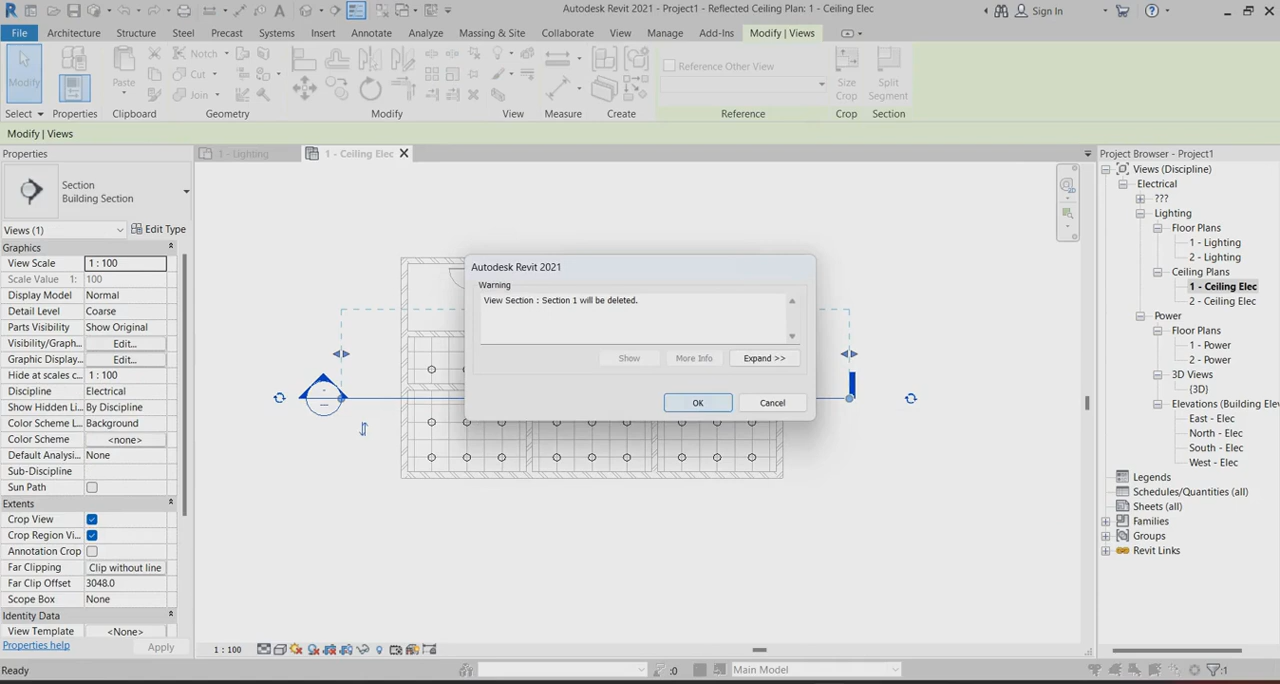 Autodesk Revit 2021 - Project1 - Reflected Ceiling Plan: 1 - Ceiling Elec
Sign In
File Architecture Structure Steel Precast Systems Insert Annotate Analyze Massing & Site Collaborate View Manage Add-Ins Modify | Views
Modify
Paste
Notch
Cut
Join
Reference Other View
Size Crop
Split Segment
Select Properties Clipboard Geometry Modify View Measure Create Reference Crop Section
Modify | Views
Properties
1 - Lighting
1 - Ceiling Elec
Project Browser - Project1
Section
Building Section
Views (1)
Edit Type
Graphics
View Scale 1 : 100
Scale Value 1: 100
Display Model Normal
Detail Level Coarse
Parts Visibility Show Original
Visibility/Graph... Edit...
Graphic Display... Edit...
Hide at scales c... 1 : 100
Discipline Electrical
Show Hidden Li... By Discipline
Color Scheme L... Background
Color Scheme <none>
Default Analysi... None
Sub-Discipline
Sun Path
Extents
Crop View
Crop Region Vi...
Annotation Crop
Far Clipping Clip without line
Far Clip Offset 3048.0
Scope Box None
Identity Data
View Template <None>
Properties help
Apply
Autodesk Revit 2021
Warning
View Section : Section 1 will be deleted.
Show
More Info
Expand >>
OK
Cancel
Views (Discipline)
Electrical
???
Lighting
Floor Plans
1 - Lighting
2 - Lighting
Ceiling Plans
1 - Ceiling Elec
2 - Ceiling Elec
Power
Floor Plans
1 - Power
2 - Power
3D Views
{3D}
Elevations (Building Elev
East - Elec
North - Elec
South - Elec
West - Elec
Legends
Schedules/Quantities (all)
Sheets (all)
Families
Groups
Revit Links
1 : 100
Ready
:0
Main Model
:1